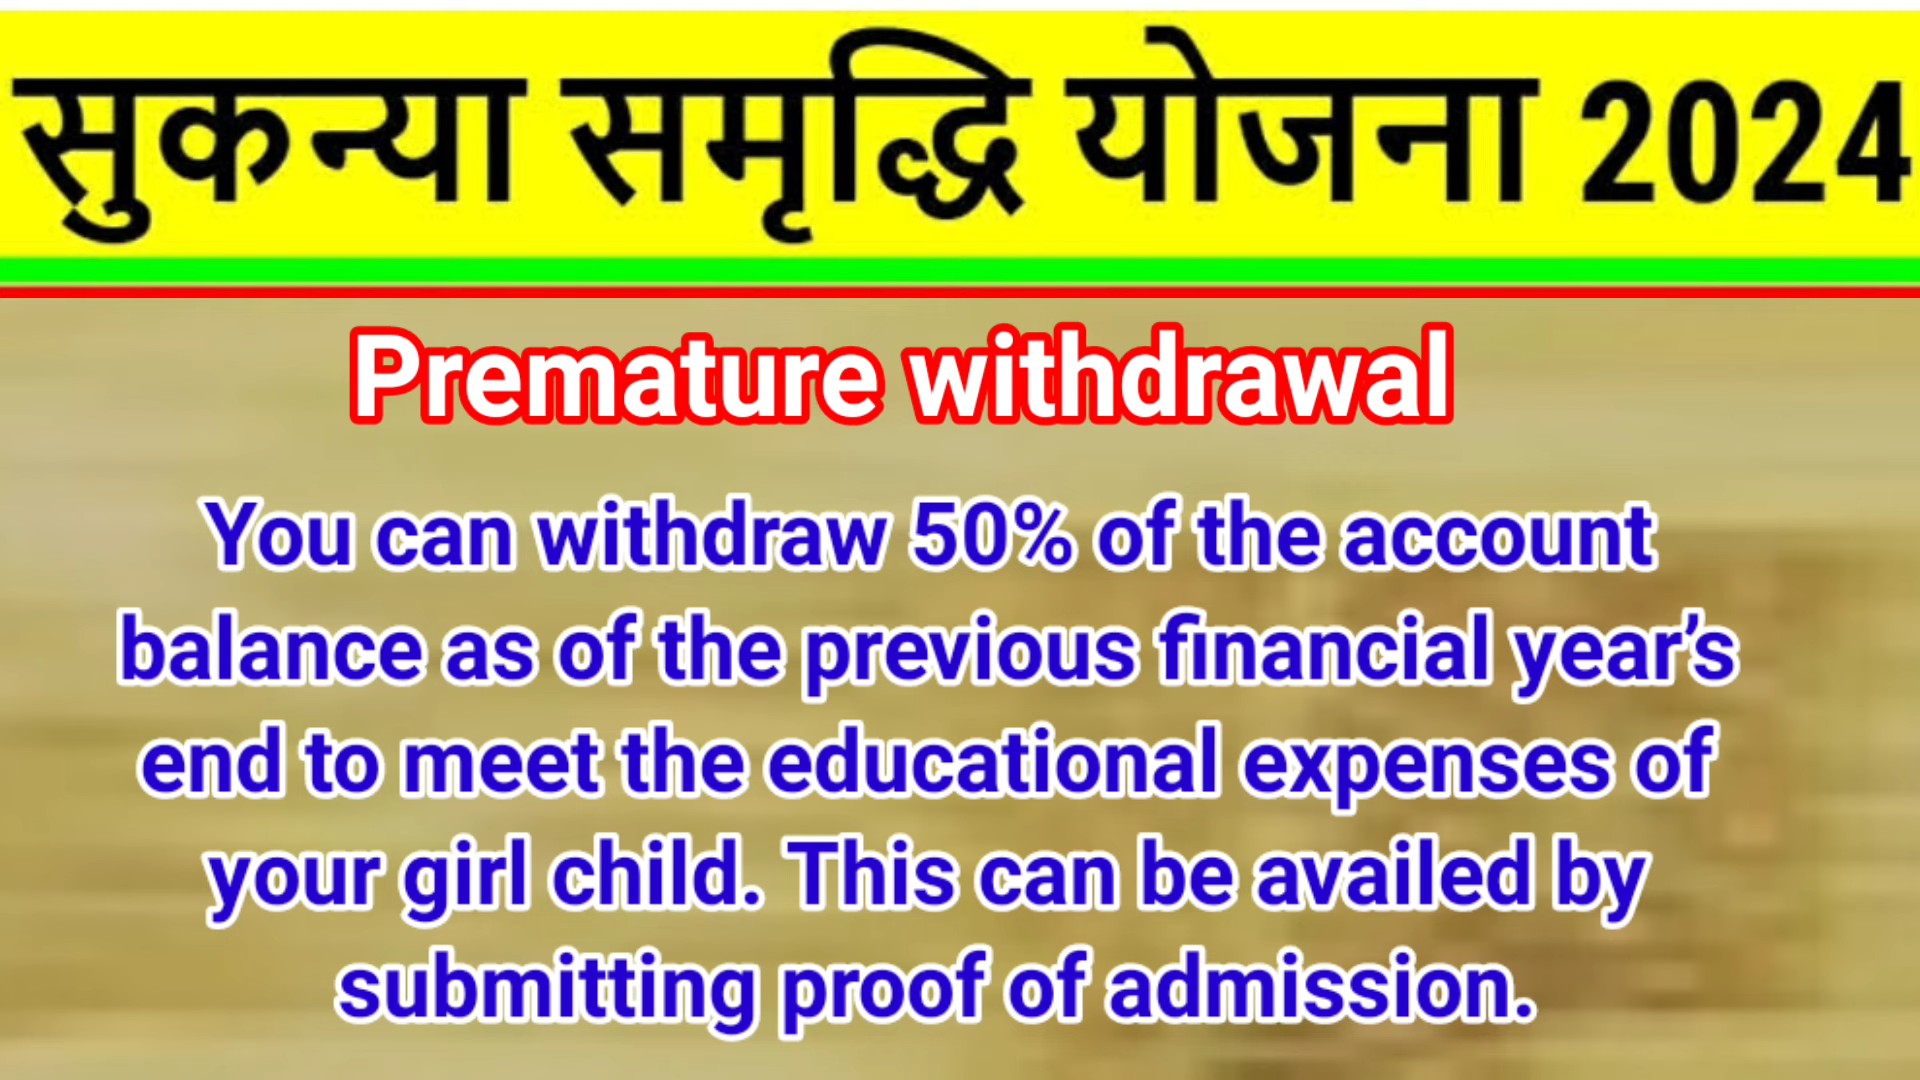 सुकन्या समृद्धि योजना 2024
Premature withdrawal
You can withdraw 50% of the account
balance as of the previous financial year’s
end to meet the educational expenses of
your girl child. This can be availed by
submitting proof of admission.